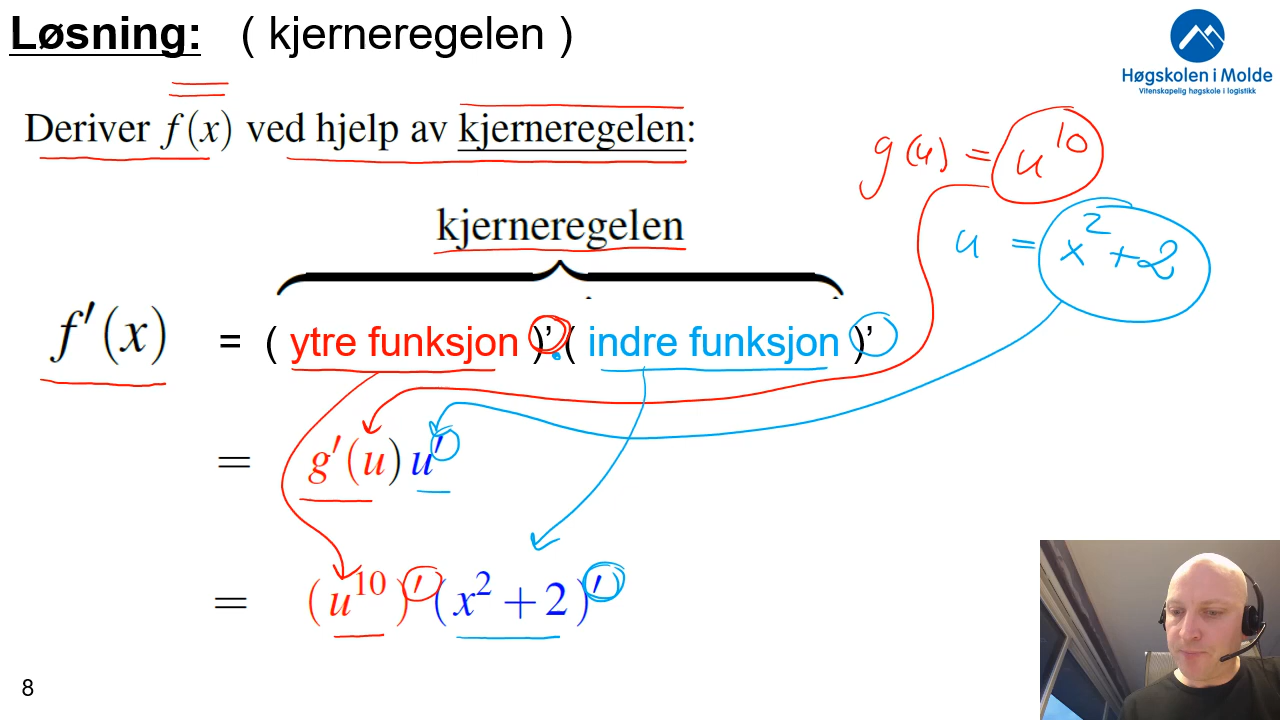 Løsning: ( kjerneregelen )
Høgskolen i Molde
Vitenskapelig høgskole i logistikk
Deriver f(x) ved hjelp av kjerneregelen:
g(u) = u^10
u = x^2 + 2
kjerneregelen
f′(x) = ( ytre funksjon )’·( indre funksjon )’
= g′(u) u′
= (u^10)′(x^2 + 2)′
8